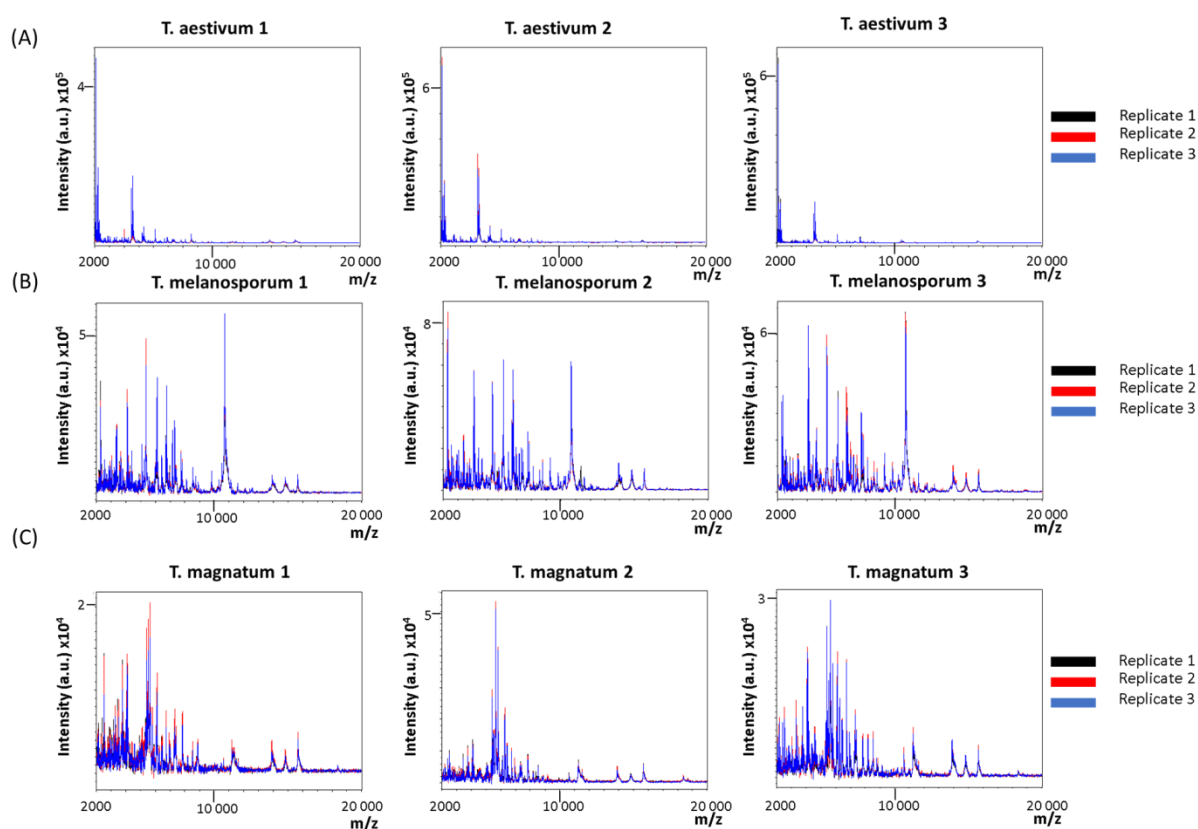 (A)
T. aestivum 1
T. aestivum 2
T. aestivum 3
Intensity (a.u.) x10⁵
4
2000
10 000
20 000
m/z
Intensity (a.u.) x10⁵
6
2000
10 000
20 000
m/z
Intensity (a.u.) x10⁵
6
2000
10 000
20 000
m/z
Replicate 1
Replicate 2
Replicate 3
(B)
T. melanosporum 1
T. melanosporum 2
T. melanosporum 3
Intensity (a.u.) x10⁴
5
2000
10 000
20 000
m/z
Intensity (a.u.) x10⁴
8
2000
10 000
20 000
m/z
Intensity (a.u.) x10⁴
6
2000
10 000
20 000
m/z
Replicate 1
Replicate 2
Replicate 3
(C)
T. magnatum 1
T. magnatum 2
T. magnatum 3
Intensity (a.u.) x10⁴
2
2000
10 000
20 000
m/z
Intensity (a.u.) x10⁴
5
2000
10 000
20 000
m/z
Intensity (a.u.) x10⁴
3
2000
10 000
20 000
m/z
Replicate 1
Replicate 2
Replicate 3